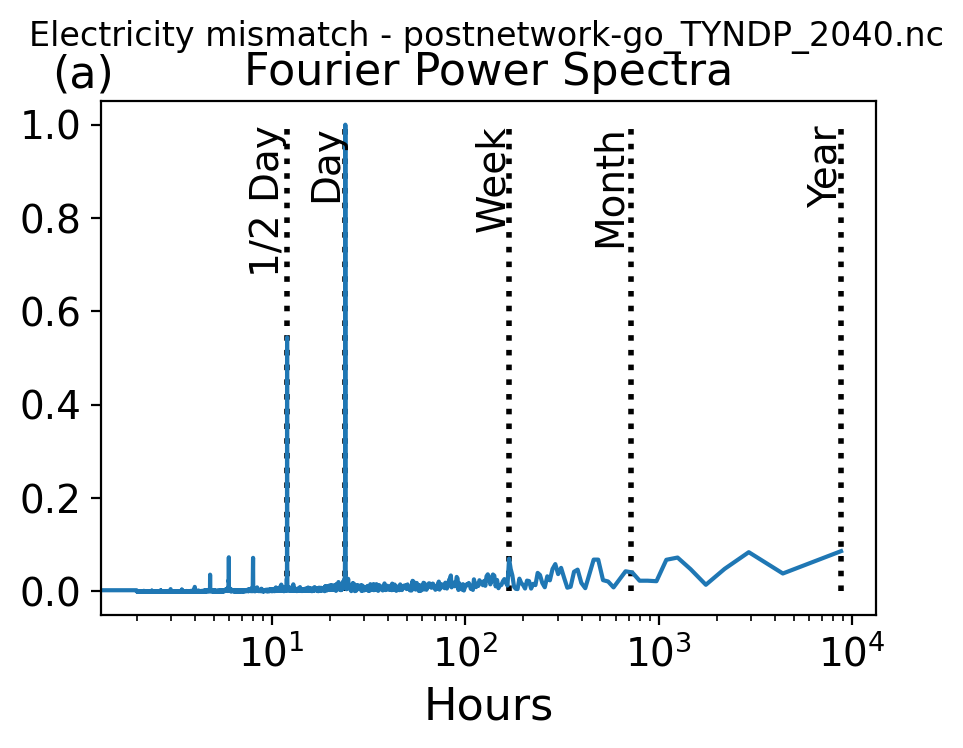 Electricity mismatch - postnetwork-go_TYNDP_2040.nc
(a) Fourier Power Spectra
1.0
0.8
0.6
0.4
0.2
0.0
1/2 Day
Day
Week
Month
Year
10¹ 10² 10³ 10⁴
Hours